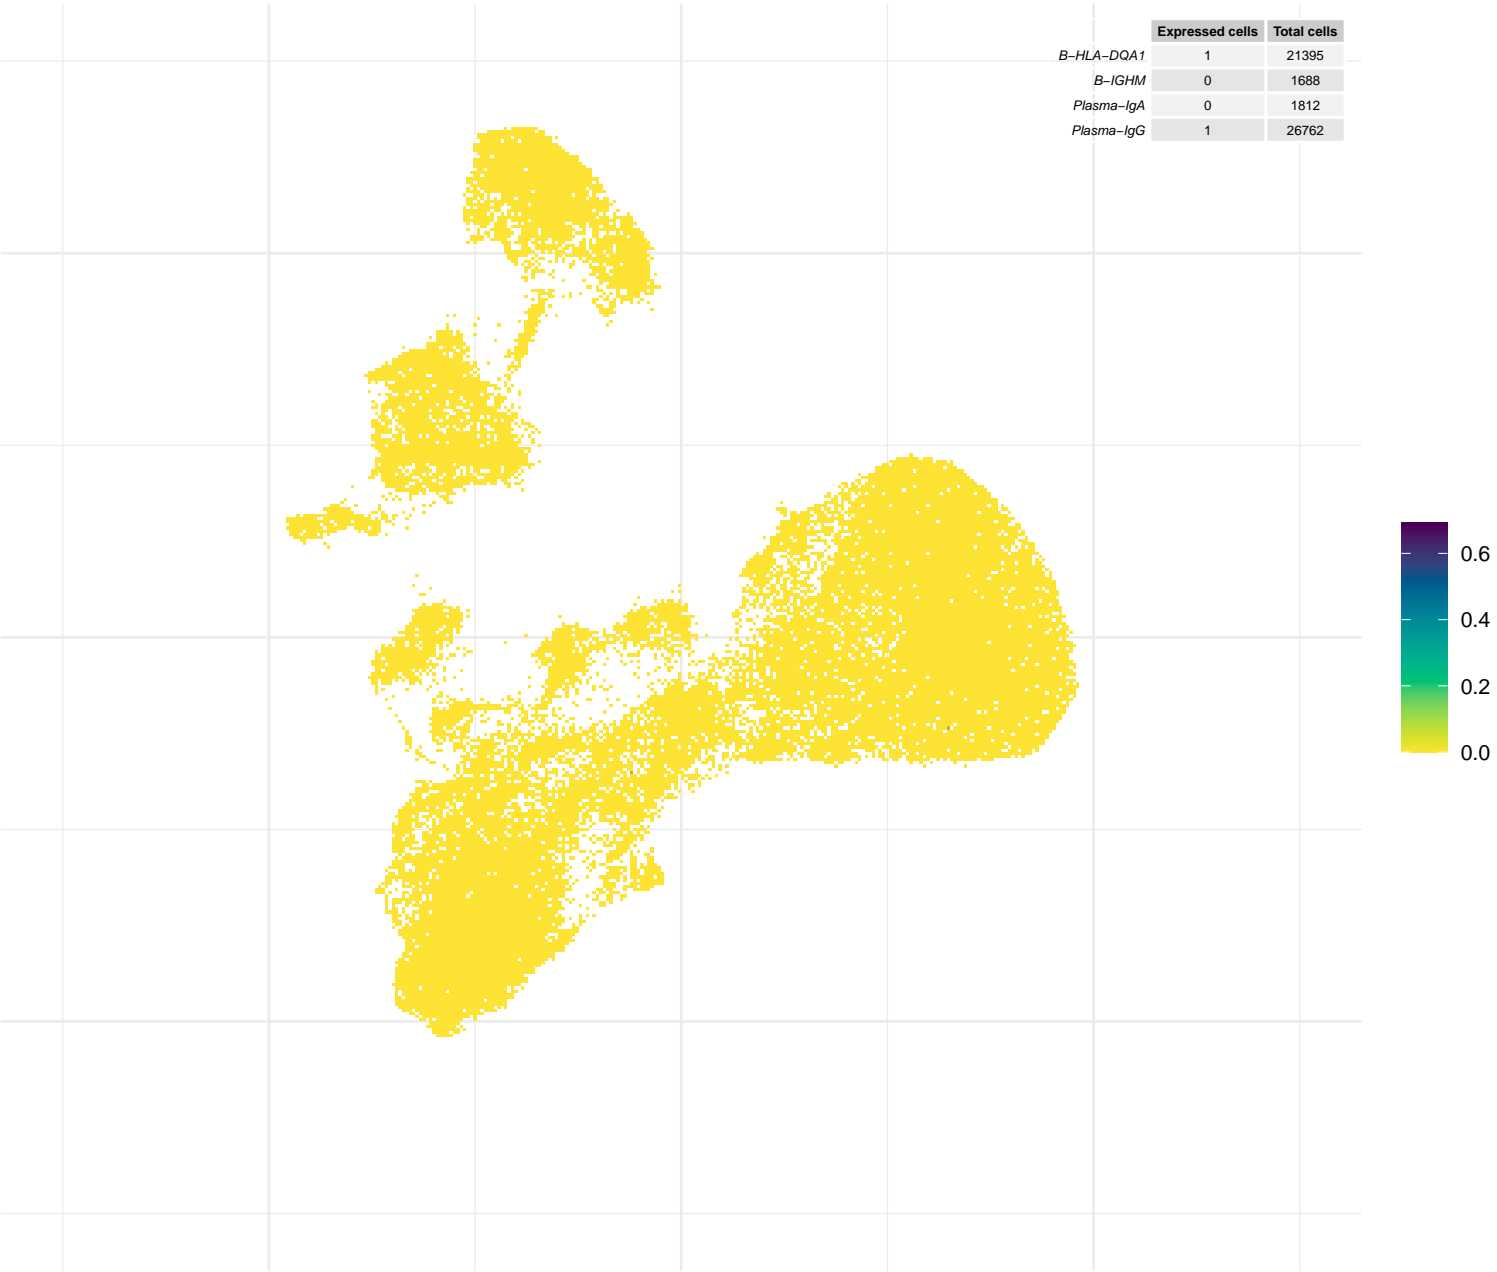 Expressed cells Total cells
B-HLA-DQA1 1 21395
B-IGHM 0 1688
Plasma-IgA 0 1812
Plasma-IgG 1 26762
0.6
0.4
0.2
0.0